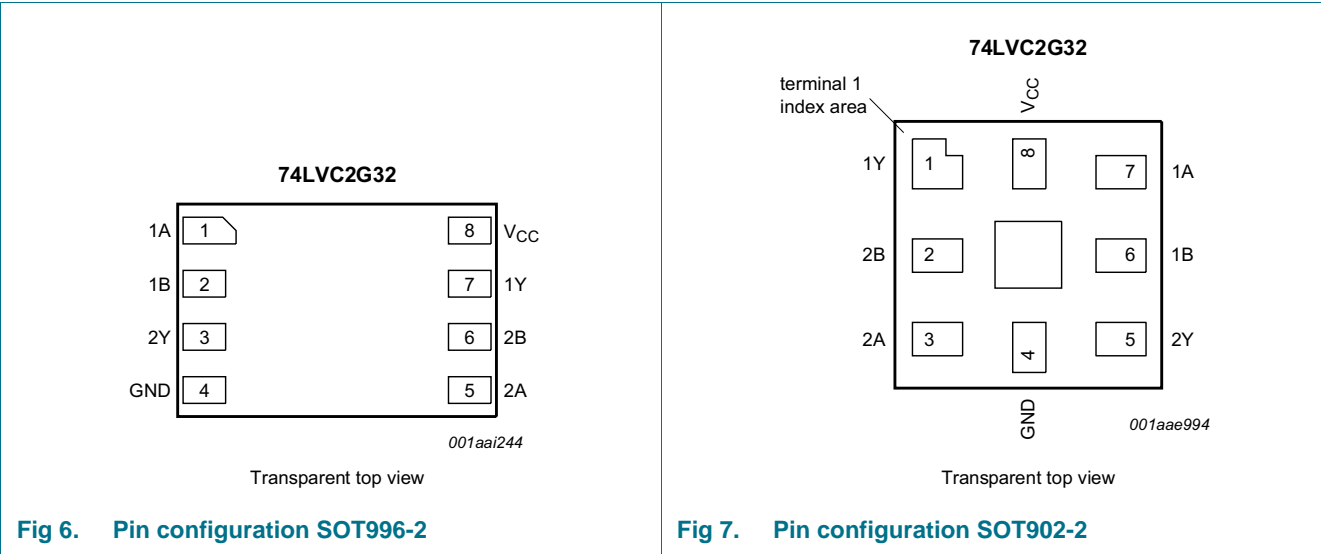 74LVC2G32
1A 1 8 VCC
1B 2 7 1Y
2Y 3 6 2B
GND 4 5 2A
001aai244
Transparent top view
Fig 6. Pin configuration SOT996-2
74LVC2G32
terminal 1
index area
VCC
1Y 1 8 7 1A
2B 2 6 1B
2A 3 4 5 2Y
GND
001aae994
Transparent top view
Fig 7. Pin configuration SOT902-2